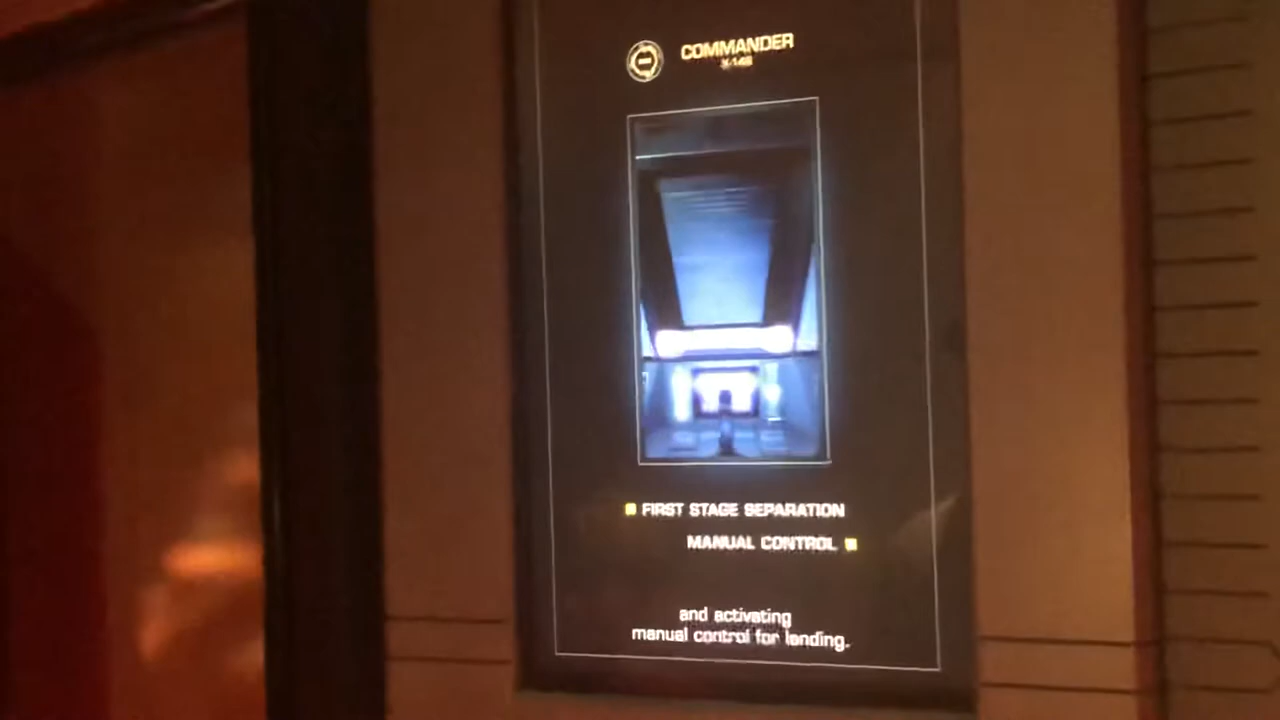 COMMANDER
FIRST STAGE SEPARATION
MANUAL CONTROL
and activating
manual control for landing.